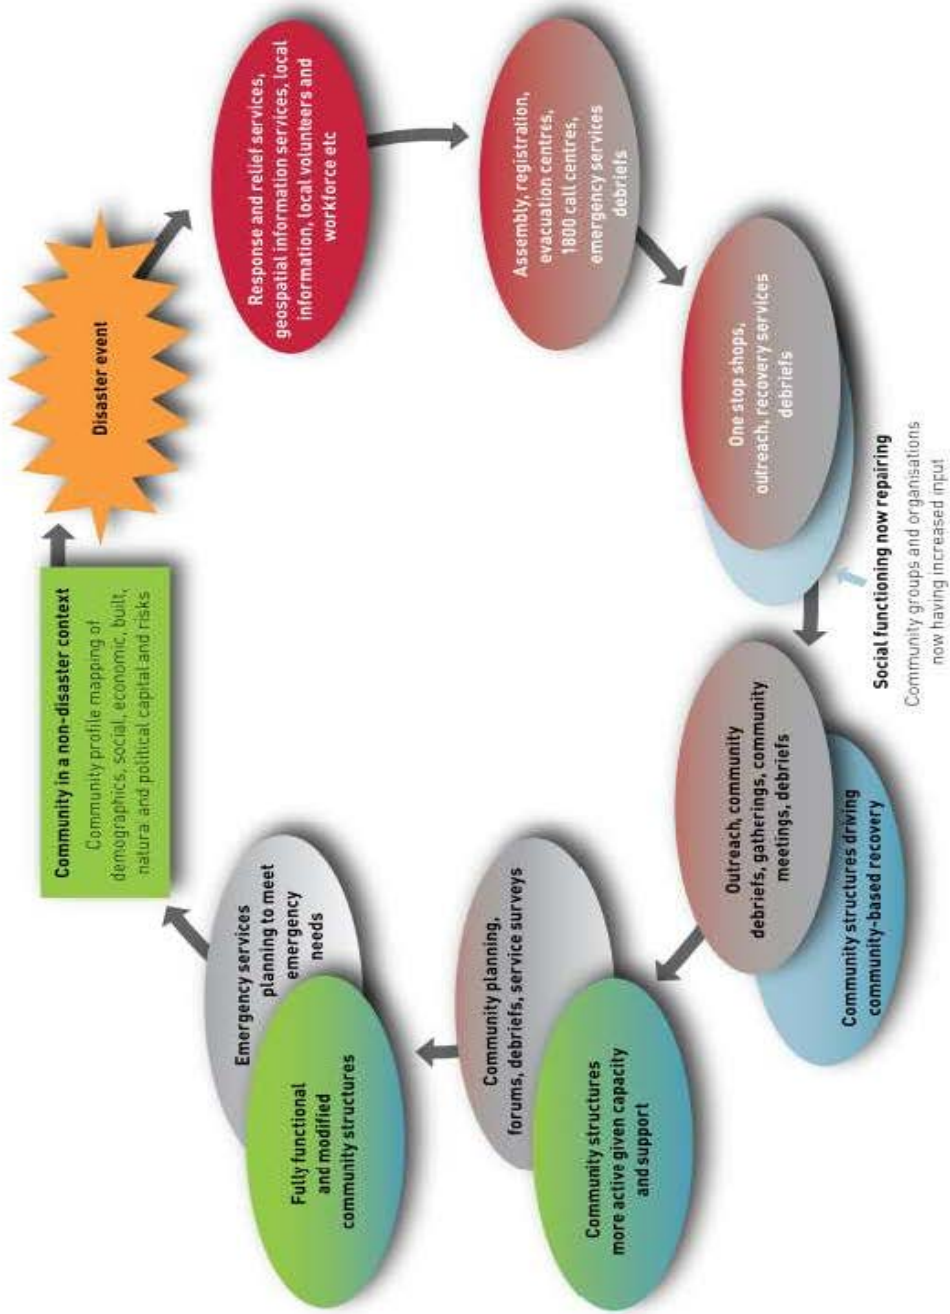 Community in a non-disaster context
Community profile mapping of
demographics, social, economic, built,
natural and political capital and risks
Disaster event
Response and relief services,
geospatial information services, local
information, local volunteers and
workforce etc
Assembly, registration,
evacuation centres,
1800 call centres,
emergency services
debriefs
One stop shops,
outreach, recovery services
debriefs
Social functioning now repairing
Community groups and organisations
now having increased input
Outreach, community
debriefs, gatherings, community
meetings, debriefs
Community structures driving
community-based recovery
Community planning,
forums, debriefs, service surveys
Community structures
more active given capacity
and support
Emergency services
planning to meet
emergency
needs
Fully functional
and modified
community structures